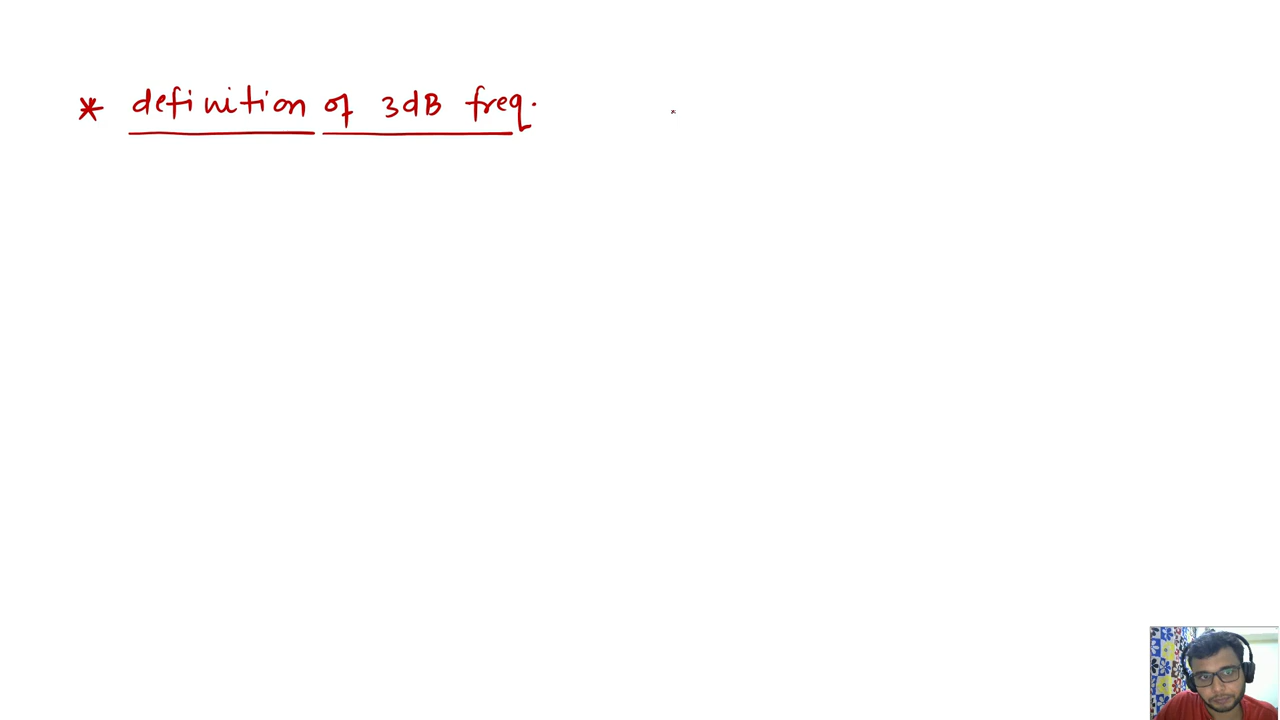 * definition of 3dB freq.